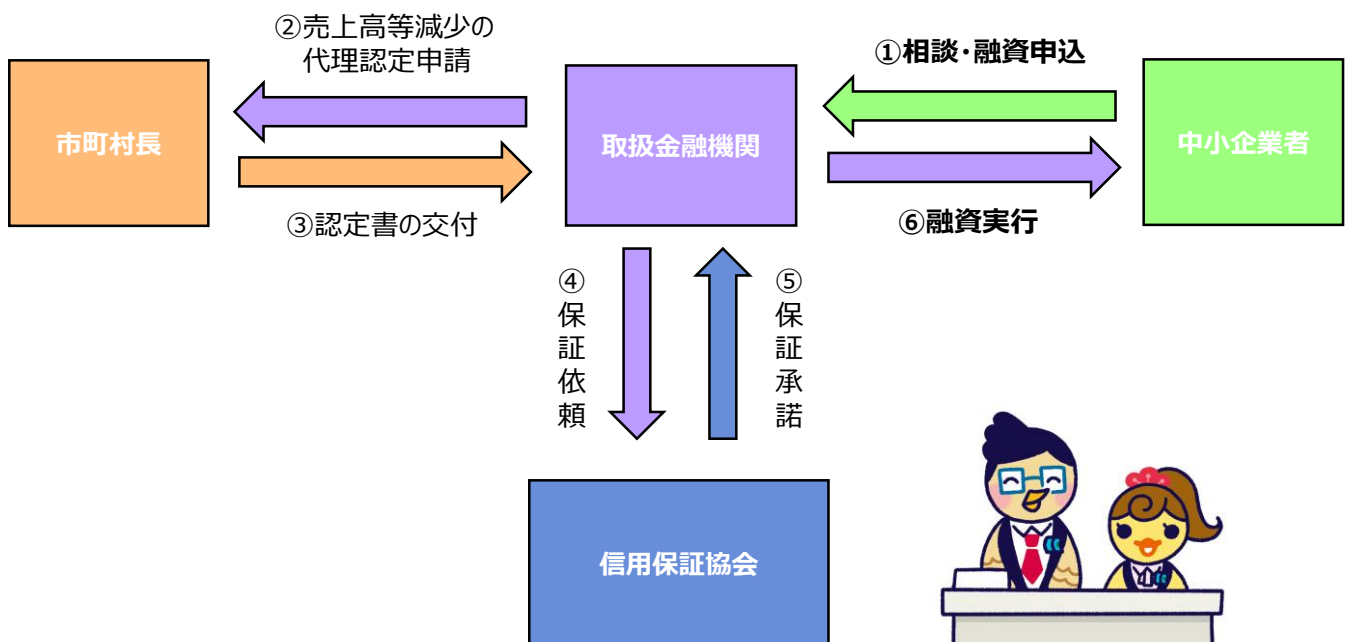 ②売上高等減少の
代理認定申請
①相談・融資申込
市町村長
取扱金融機関
中小企業者
③認定書の交付
⑥融資実行
④保証依頼
⑤保証承諾
信用保証協会